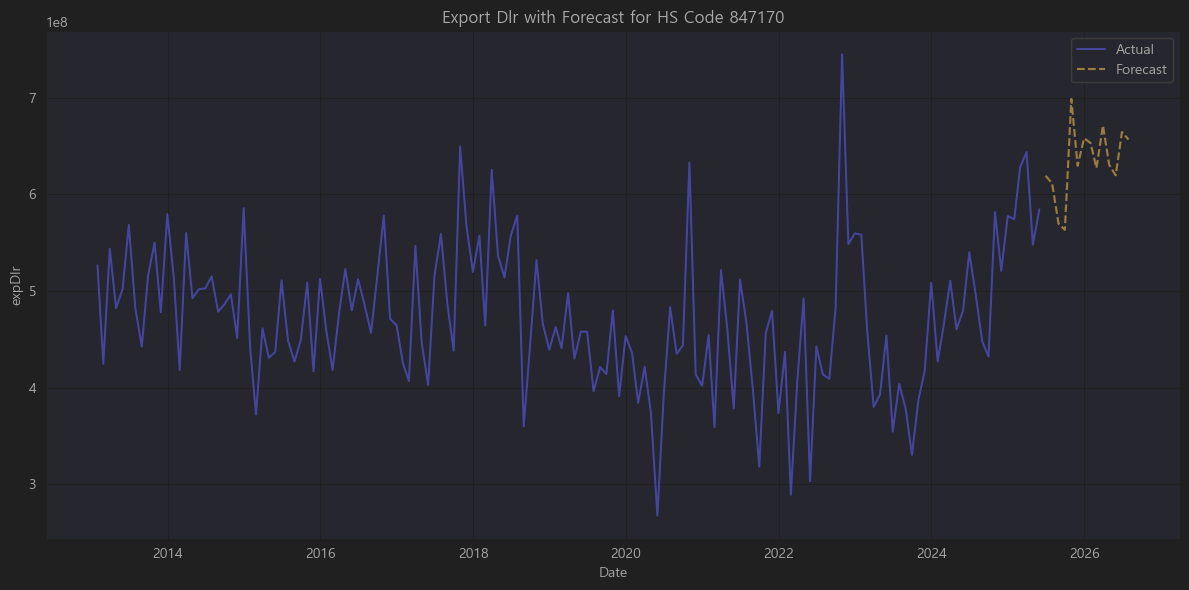 Export Dlr with Forecast for HS Code 847170
1e8
Actual
Forecast
7
6
5
4
3
expDlr
2014 2016 2018 2020 2022 2024 2026
Date